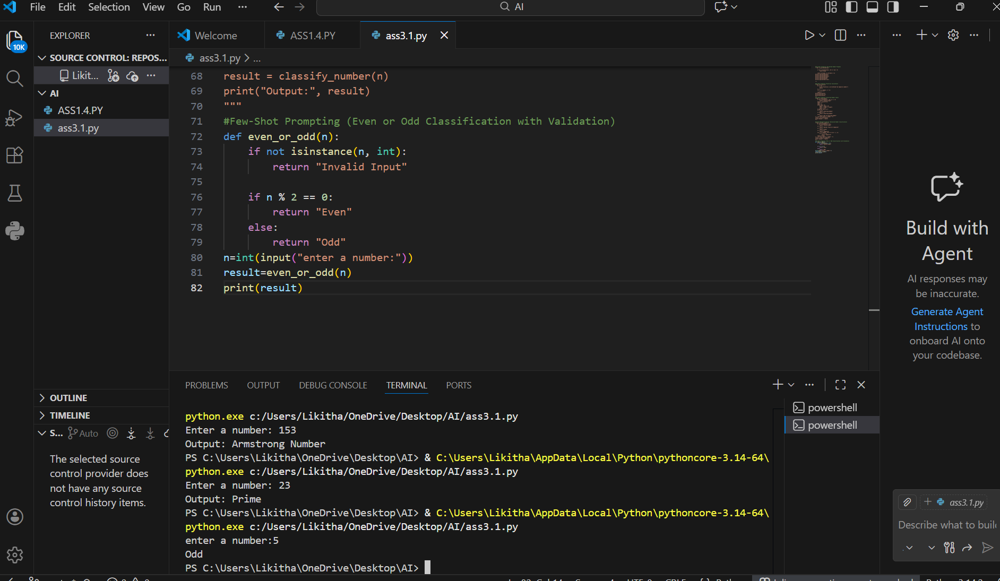 File Edit Selection View Go Run ...
AI
EXPLORER ...
Welcome
ASS1.4.PY
ass3.1.py
10K
SOURCE CONTROL: REPOS...
Likit...
AI
ASS1.4.PY
ass3.1.py
ass3.1.py > ...
68 result = classify_number(n)
69 print("Output:", result)
70 """
71 #Few-Shot Prompting (Even or Odd Classification with Validation)
72 def even_or_odd(n):
73 if not isinstance(n, int):
74 return "Invalid Input"
75
76 if n % 2 == 0:
77 return "Even"
78 else:
79 return "Odd"
80 n=int(input("enter a number:"))
81 result=even_or_odd(n)
82 print(result)
OUTLINE
TIMELINE
S... Auto
The selected source
control provider does
not have any source
control history items.
PROBLEMS OUTPUT DEBUG CONSOLE TERMINAL PORTS
python.exe c:/Users/Likitha/OneDrive/Desktop/AI/ass3.1.py
Enter a number: 153
Output: Armstrong Number
PS C:\Users\Likitha\OneDrive\Desktop\AI> & C:\Users\Likitha\AppData\Local\Python\pythoncore-3.14-64\
python.exe c:/Users/Likitha/OneDrive/Desktop/AI/ass3.1.py
Enter a number: 23
Output: Prime
PS C:\Users\Likitha\OneDrive\Desktop\AI> & C:\Users\Likitha\AppData\Local\Python\pythoncore-3.14-64\
python.exe c:/Users/Likitha/OneDrive/Desktop/AI/ass3.1.py
enter a number:5
Odd
PS C:\Users\Likitha\OneDrive\Desktop\AI>
powershell
powershell
Build with
Agent
AI responses may
be inaccurate.
Generate Agent
Instructions to
onboard AI onto
your codebase.
ass3.1.py
Describe what to buil